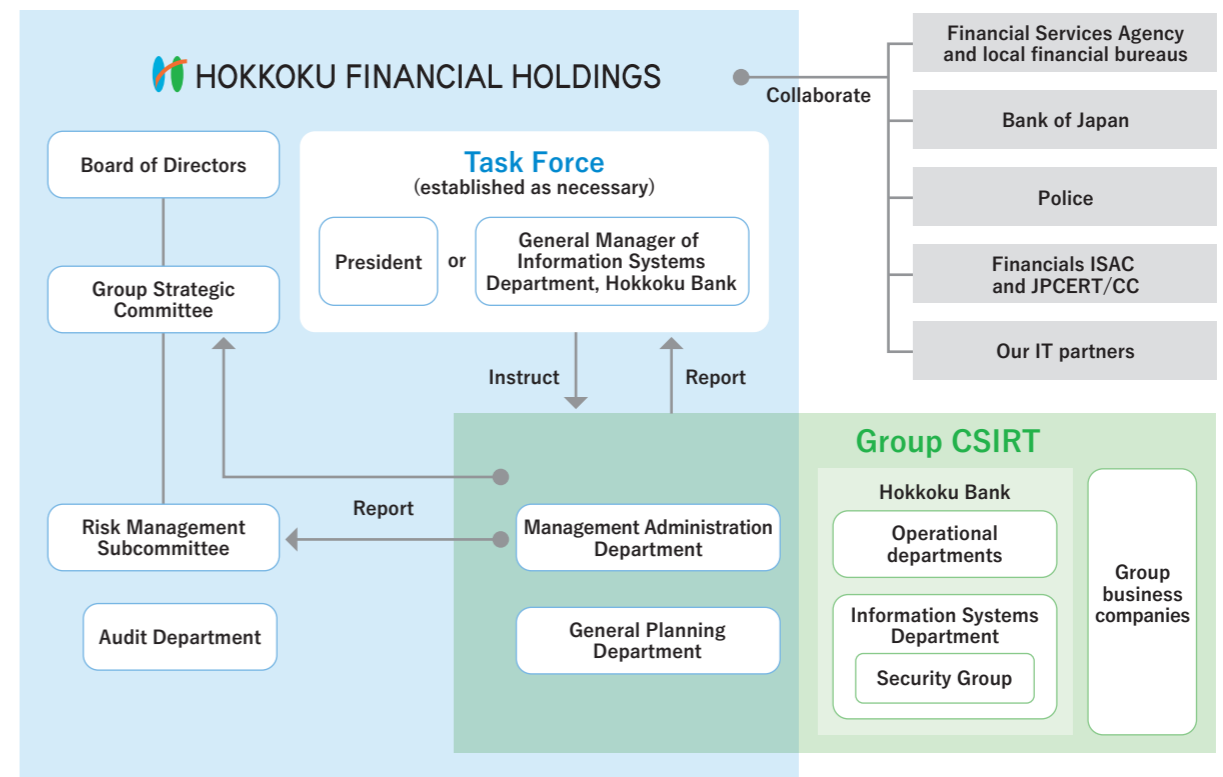 HOKKOKU FINANCIAL HOLDINGS
Collaborate
Financial Services Agency
and local financial bureaus
Bank of Japan
Police
Financials ISAC
and JPCERT/CC
Our IT partners
Board of Directors
Group Strategic
Committee
Risk Management
Subcommittee
Audit Department
Task Force
(established as necessary)
President
or
General Manager of
Information Systems
Department, Hokkoku Bank
Instruct
Report
Report
Group CSIRT
Management Administration
Department
General Planning
Department
Hokkoku Bank
Operational
departments
Information Systems
Department
Security Group
Group
business
companies